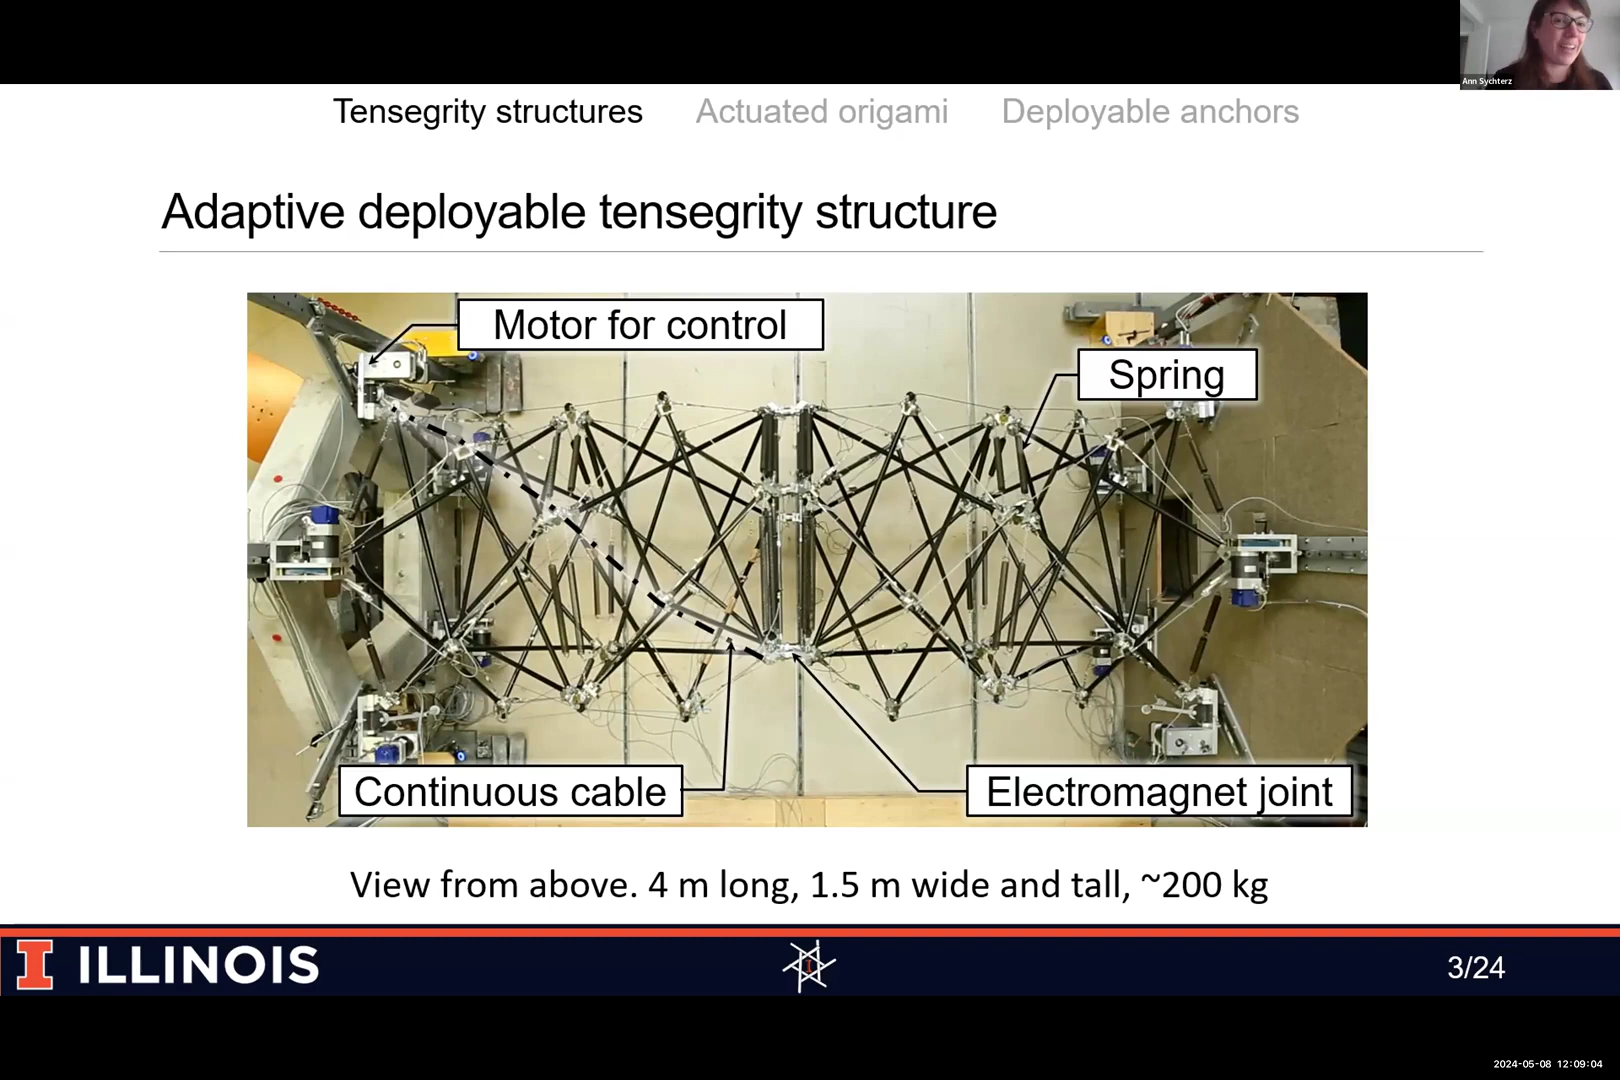 Ann Sychterz
Tensegrity structures Actuated origami Deployable anchors
Adaptive deployable tensegrity structure
Motor for control
Spring
Continuous cable
Electromagnet joint
View from above. 4 m long, 1.5 m wide and tall, ~200 kg
I ILLINOIS
I
3/24
2024-05-08 12:09:04